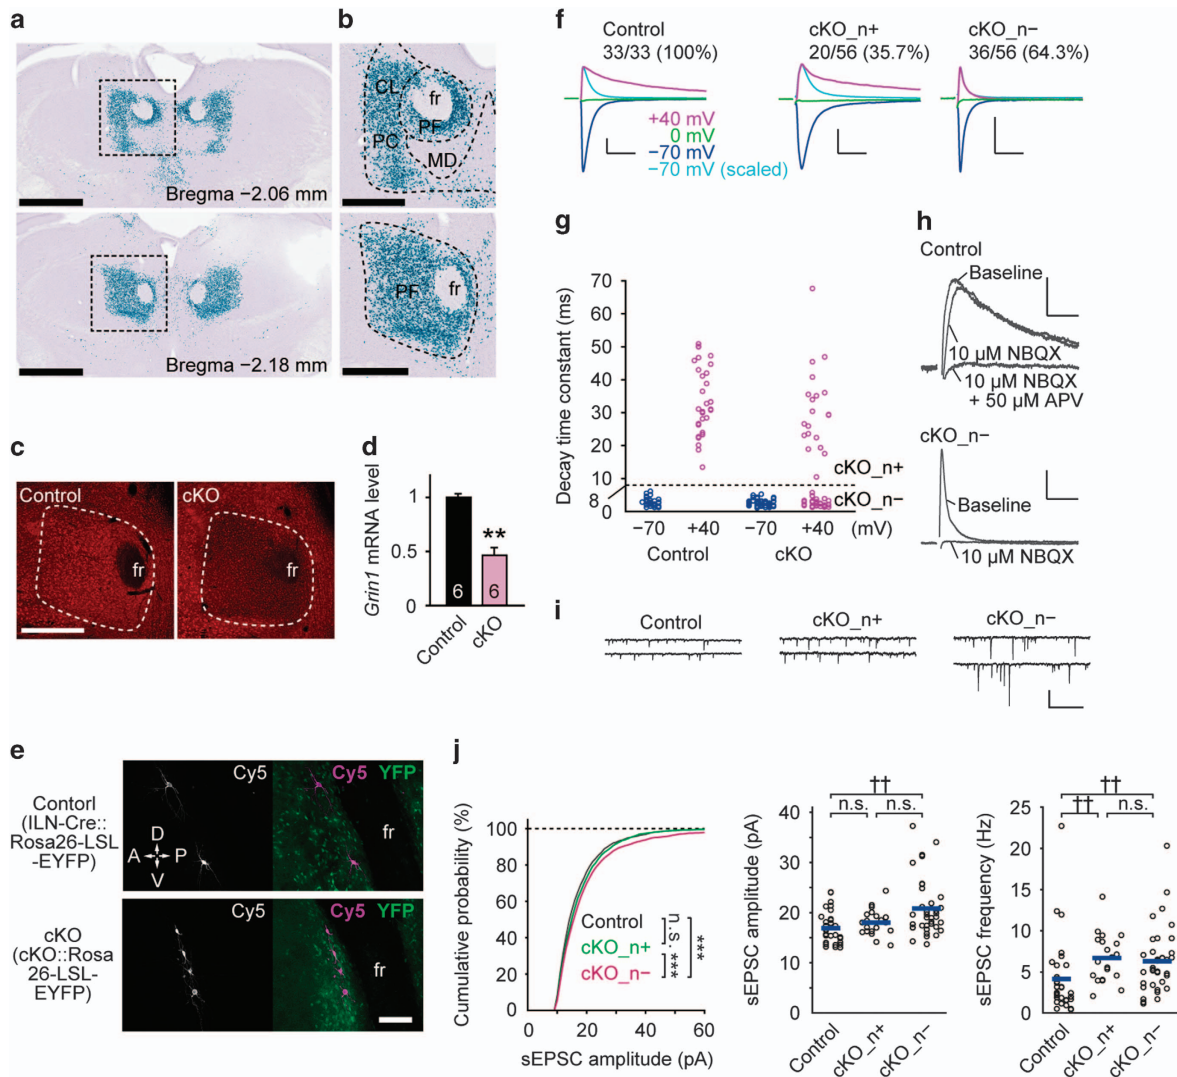 a
Bregma −2.06 mm
Bregma −2.18 mm
b
CL
fr
PF
PC
MD
PF
fr
c
Control
fr
cKO
fr
d
Grin1 mRNA level
1
0.5
0
**
6
6
Control
cKO
e
Contorl
(ILN-Cre::
Rosa26-LSL
-EYFP)
Cy5
Cy5 YFP
D
A
P
V
fr
cKO
(cKO::Rosa
26-LSL-
EYFP)
Cy5
Cy5 YFP
fr
f
Control
33/33 (100%)
cKO_n+
20/56 (35.7%)
cKO_n−
36/56 (64.3%)
+40 mV
0 mV
−70 mV
−70 mV (scaled)
g
Decay time constant (ms)
70
60
50
40
30
20
10
8
0
cKO_n+
cKO_n−
−70
+40
−70
+40
(mV)
Control
cKO
h
Control
Baseline
10 µM NBQX
10 µM NBQX
+ 50 µM APV
cKO_n−
Baseline
10 µM NBQX
i
Control
cKO_n+
cKO_n−
j
Cumulative probability (%)
100
80
60
40
20
0
0
20
40
60
sEPSC amplitude (pA)
Control
cKO_n+
cKO_n−
n.s.
***
***
sEPSC amplitude (pA)
40
30
20
10
0
††
n.s.
n.s.
Control
cKO_n+
cKO_n−
sEPSC frequency (Hz)
25
20
15
10
5
0
††
††
n.s.
Control
cKO_n+
cKO_n−